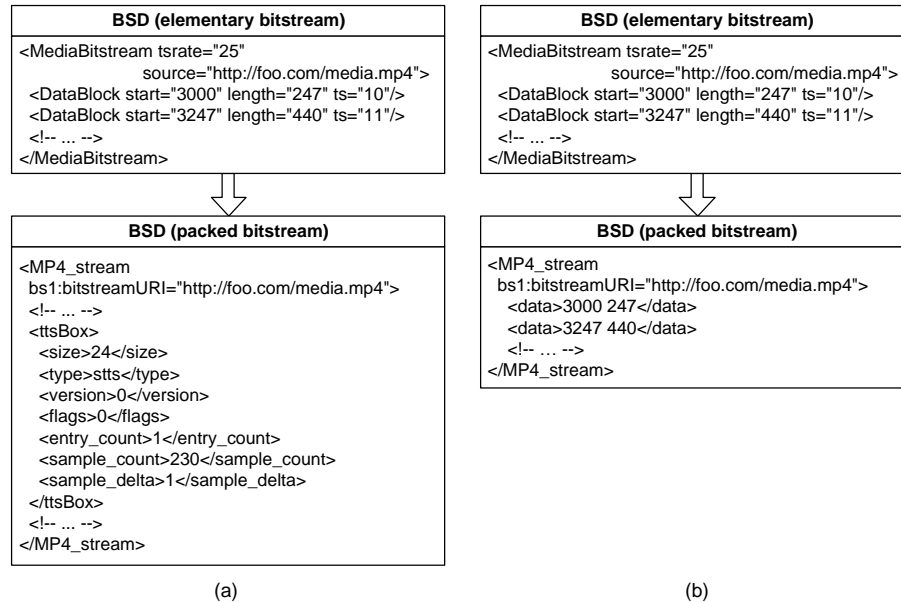 BSD (elementary bitstream)
<MediaBitstream tsrate="25"
source="http://foo.com/media.mp4">
<DataBlock start="3000" length="247" ts="10"/>
<DataBlock start="3247" length="440" ts="11"/>
<!-- ... -->
</MediaBitstream>
BSD (packed bitstream)
<MP4_stream
bs1:bitstreamURI="http://foo.com/media.mp4">
<!-- ... -->
<ttsBox>
<size>24</size>
<type>stts</type>
<version>0</version>
<flags>0</flags>
<entry_count>1</entry_count>
<sample_count>230</sample_count>
<sample_delta>1</sample_delta>
</ttsBox>
<!-- ... -->
</MP4_stream>
(a)
BSD (elementary bitstream)
<MediaBitstream tsrate="25"
source="http://foo.com/media.mp4">
<DataBlock start="3000" length="247" ts="10"/>
<DataBlock start="3247" length="440" ts="11"/>
<!-- ... -->
</MediaBitstream>
BSD (packed bitstream)
<MP4_stream
bs1:bitstreamURI="http://foo.com/media.mp4">
<data>3000 247</data>
<data>3247 440</data>
<!-- … -->
</MP4_stream>
(b)